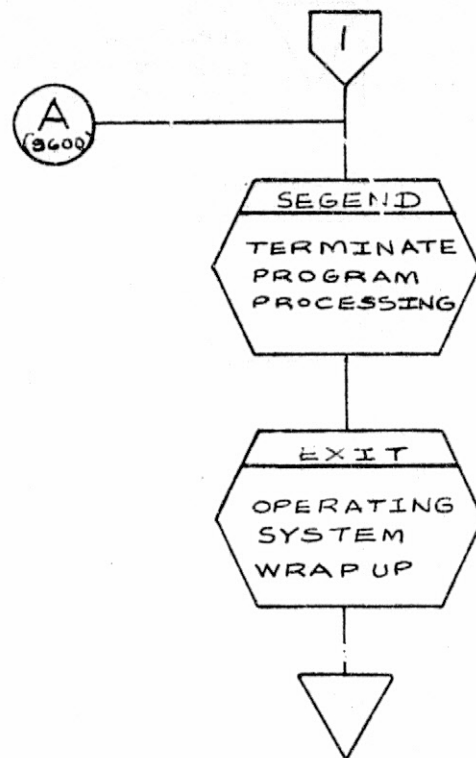 1
A
(9600)
SEGEND
TERMINATE
PROGRAM
PROCESSING
EXIT
OPERATING
SYSTEM
WRAP UP